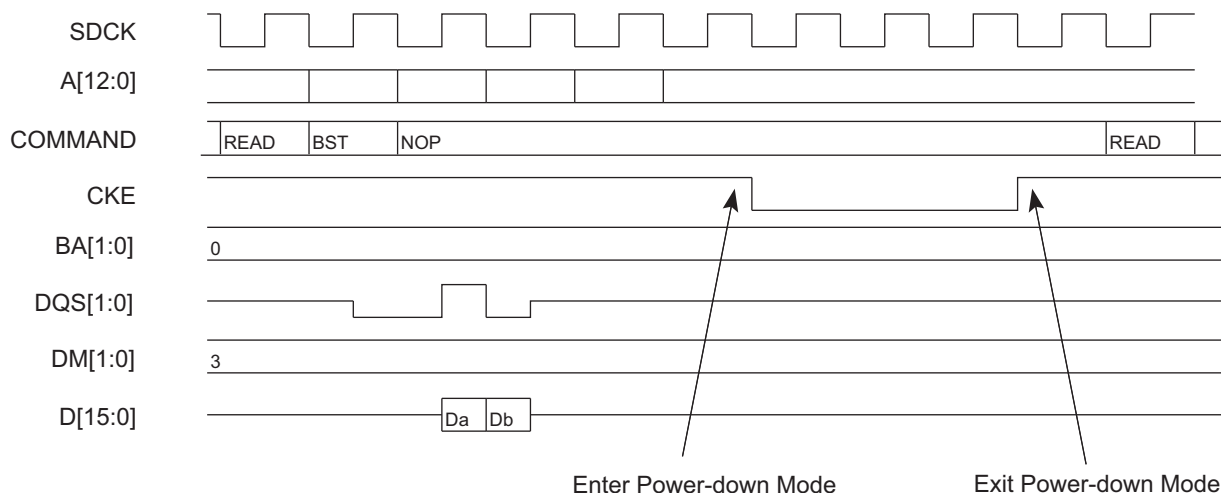 SDCK
A[12:0]
COMMAND READ BST NOP READ
CKE
BA[1:0] 0
DQS[1:0]
DM[1:0] 3
D[15:0] Da Db
Enter Power-down Mode Exit Power-down Mode